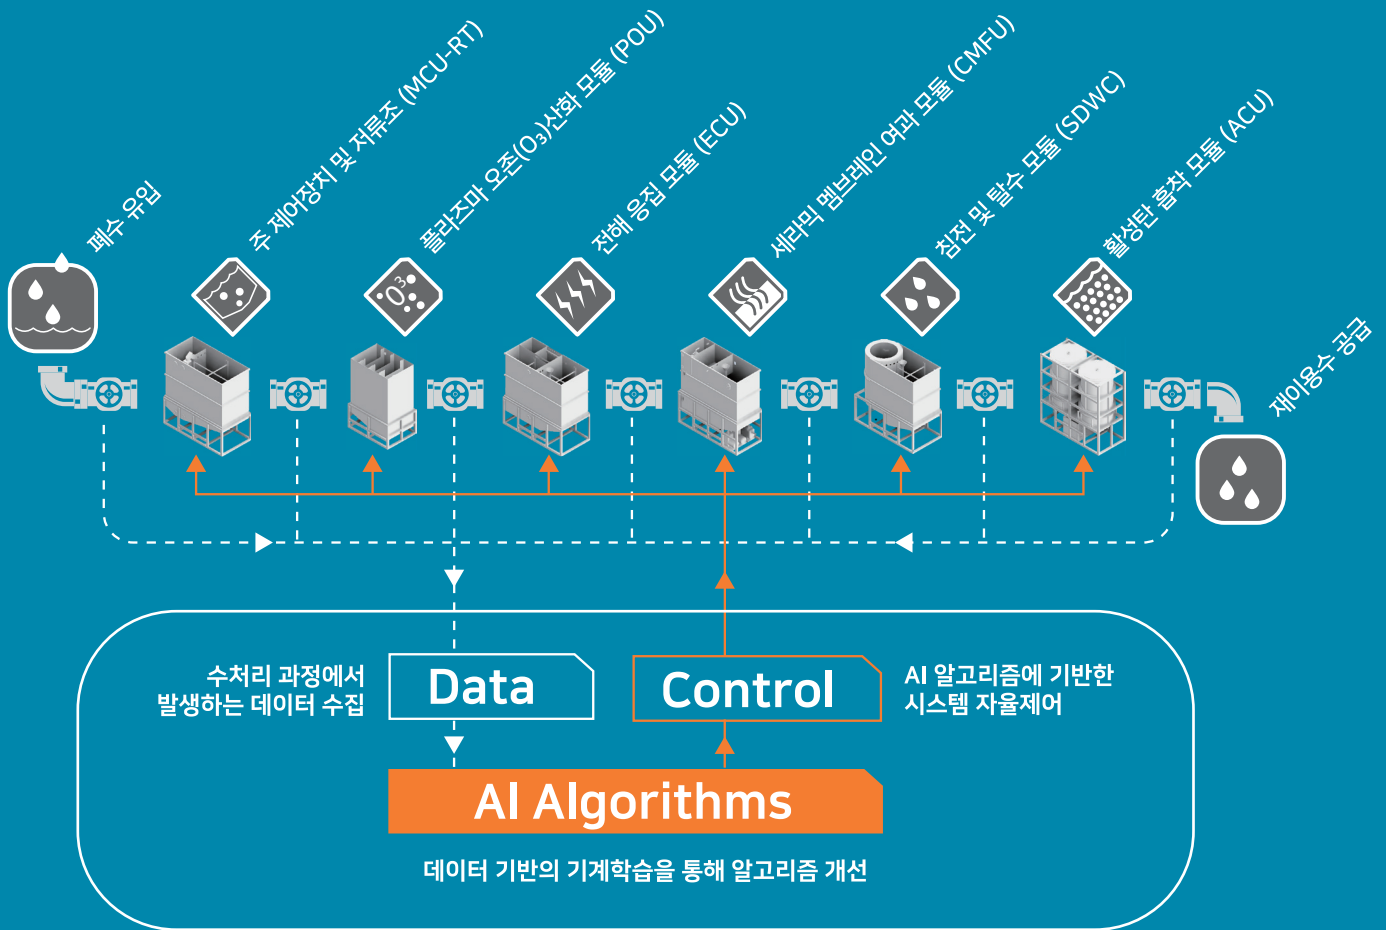 폐수 유입
주 제어장치 및 저류조 (MCU-RT)
플라즈마 오존(O₃)산화 모듈 (POU)
전해 응집 모듈 (ECU)
세라믹 멤브레인 여과 모듈 (CMFU)
침전 및 탈수 모듈 (SDWC)
활성탄 흡착 모듈 (ACU)
재이용수 공급
O³
수처리 과정에서
발생하는 데이터 수집
Data
Control
AI 알고리즘에 기반한
시스템 자율제어
AI Algorithms
데이터 기반의 기계학습을 통해 알고리즘 개선